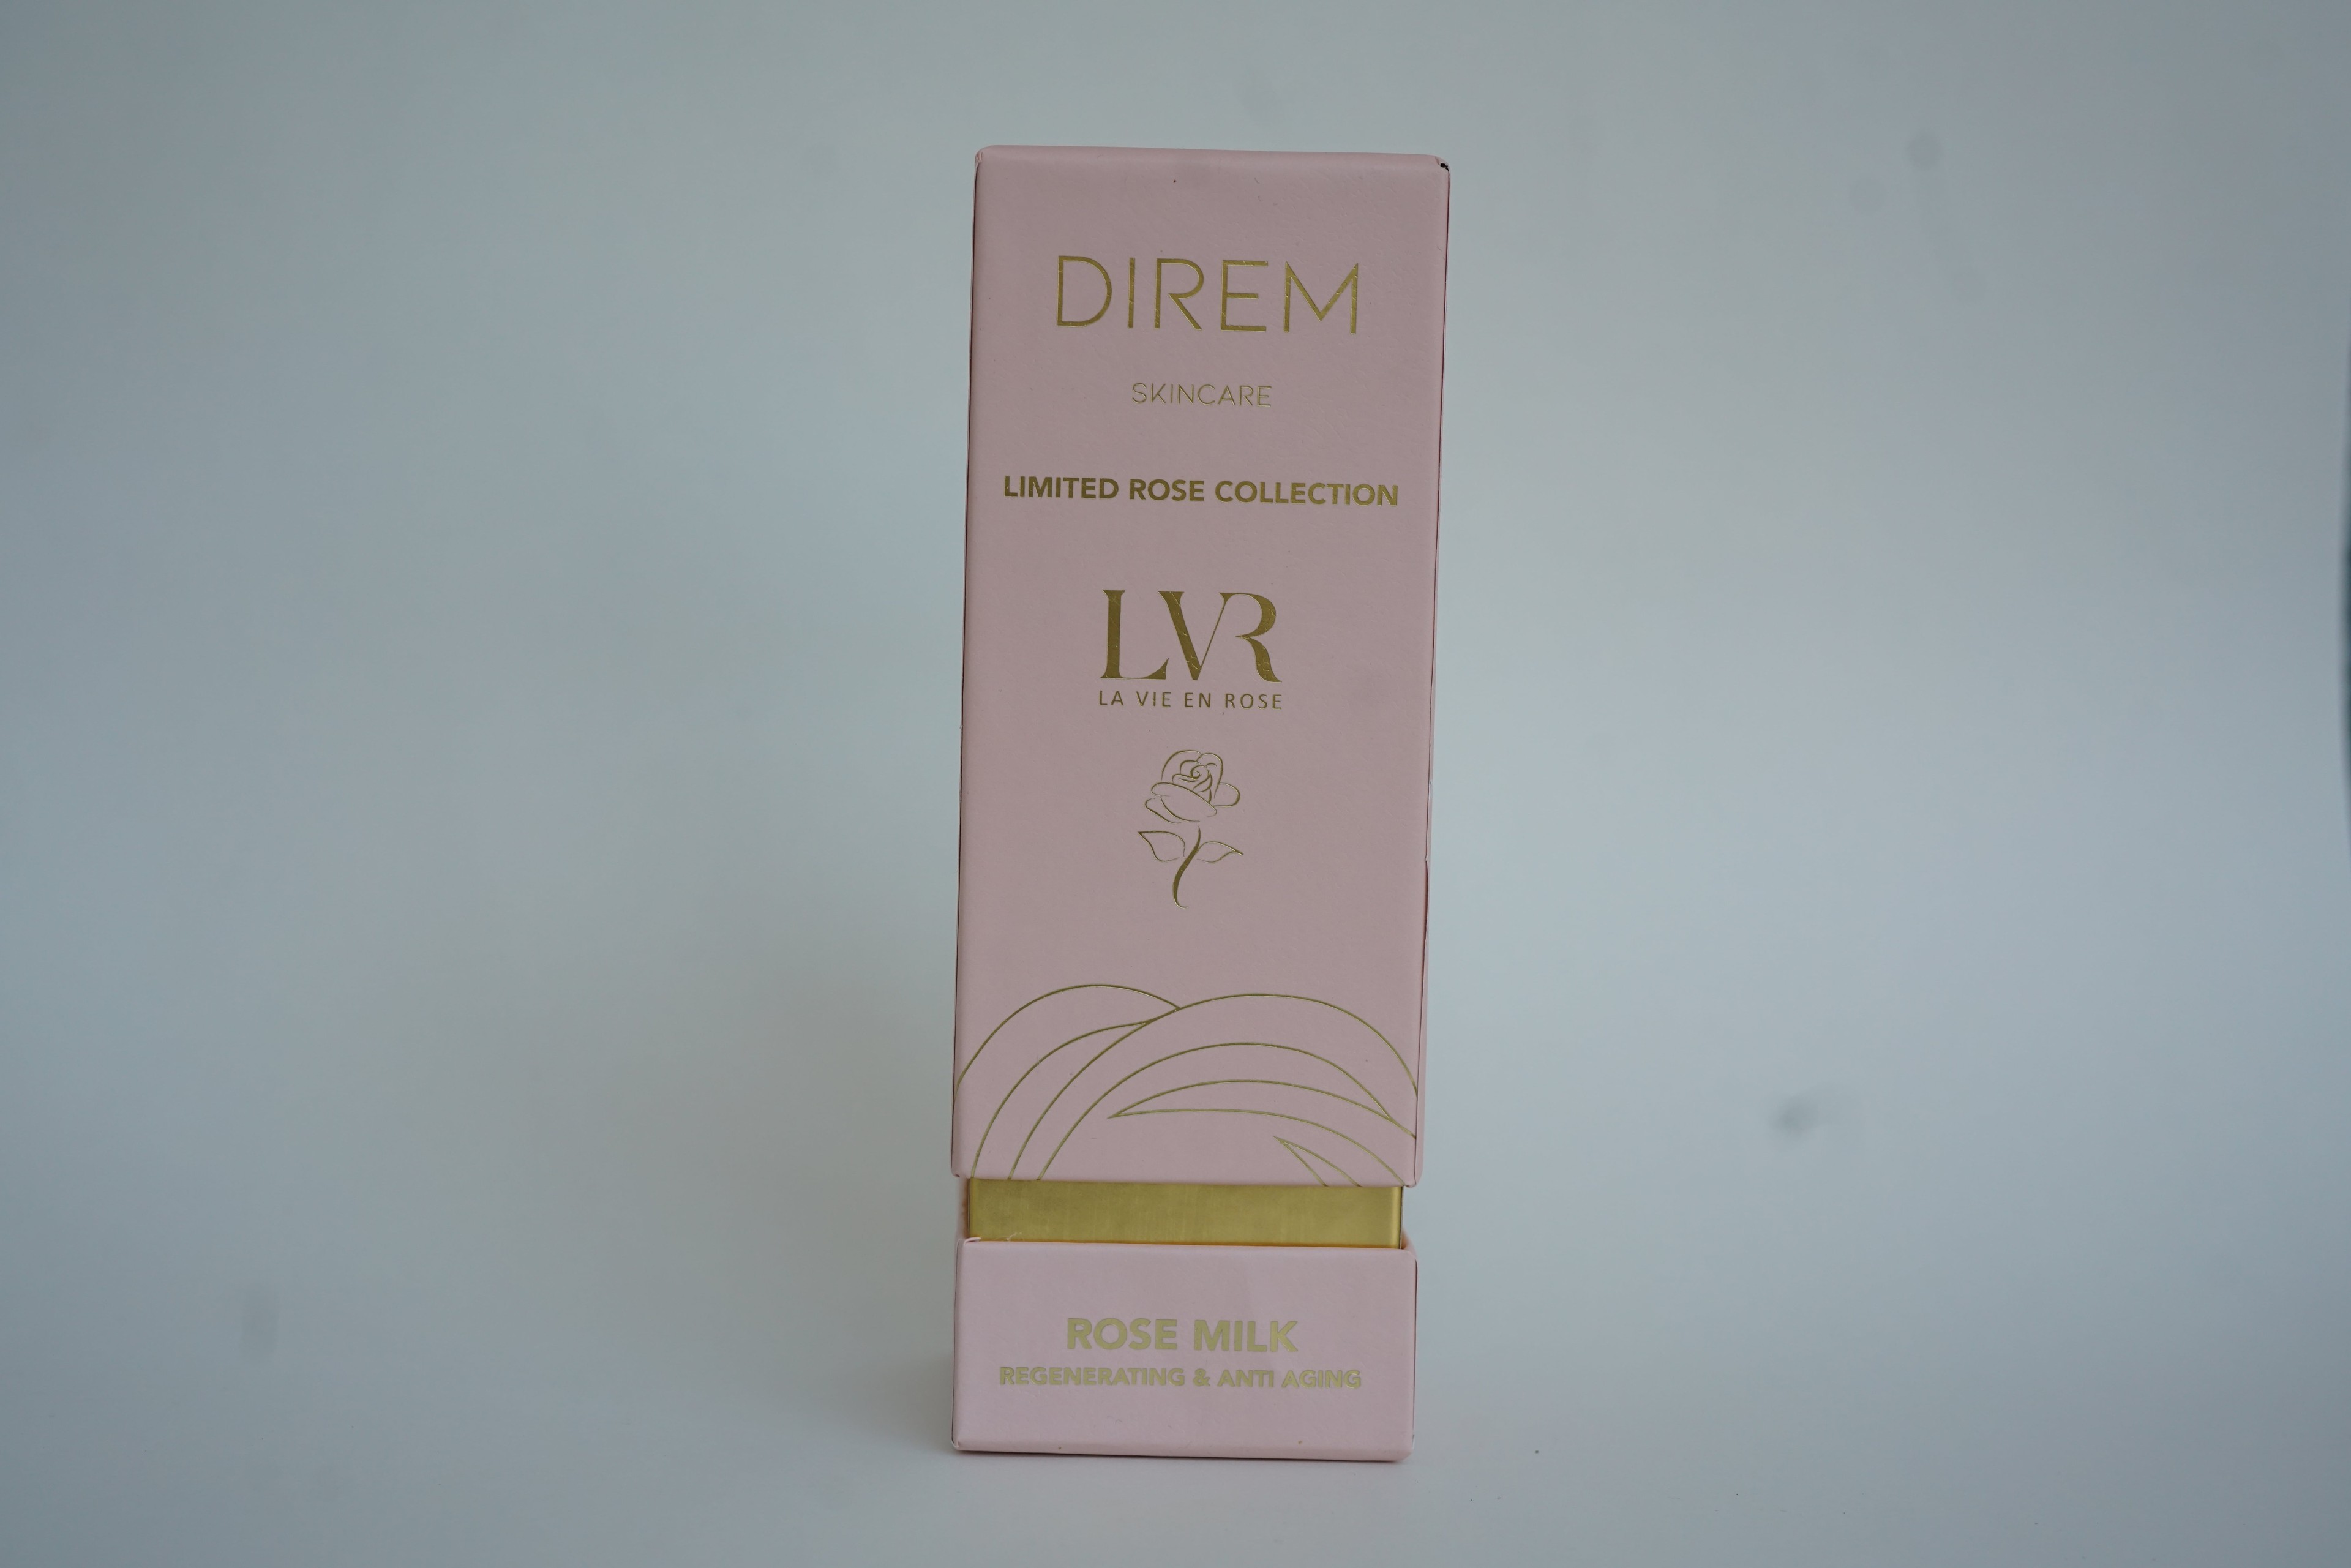 DIREM
SKINCARE
LIMITED ROSE COLLECTION
LVR
LA VIE EN ROSE
ROSE MILK
REGENERATING & ANTI AGING